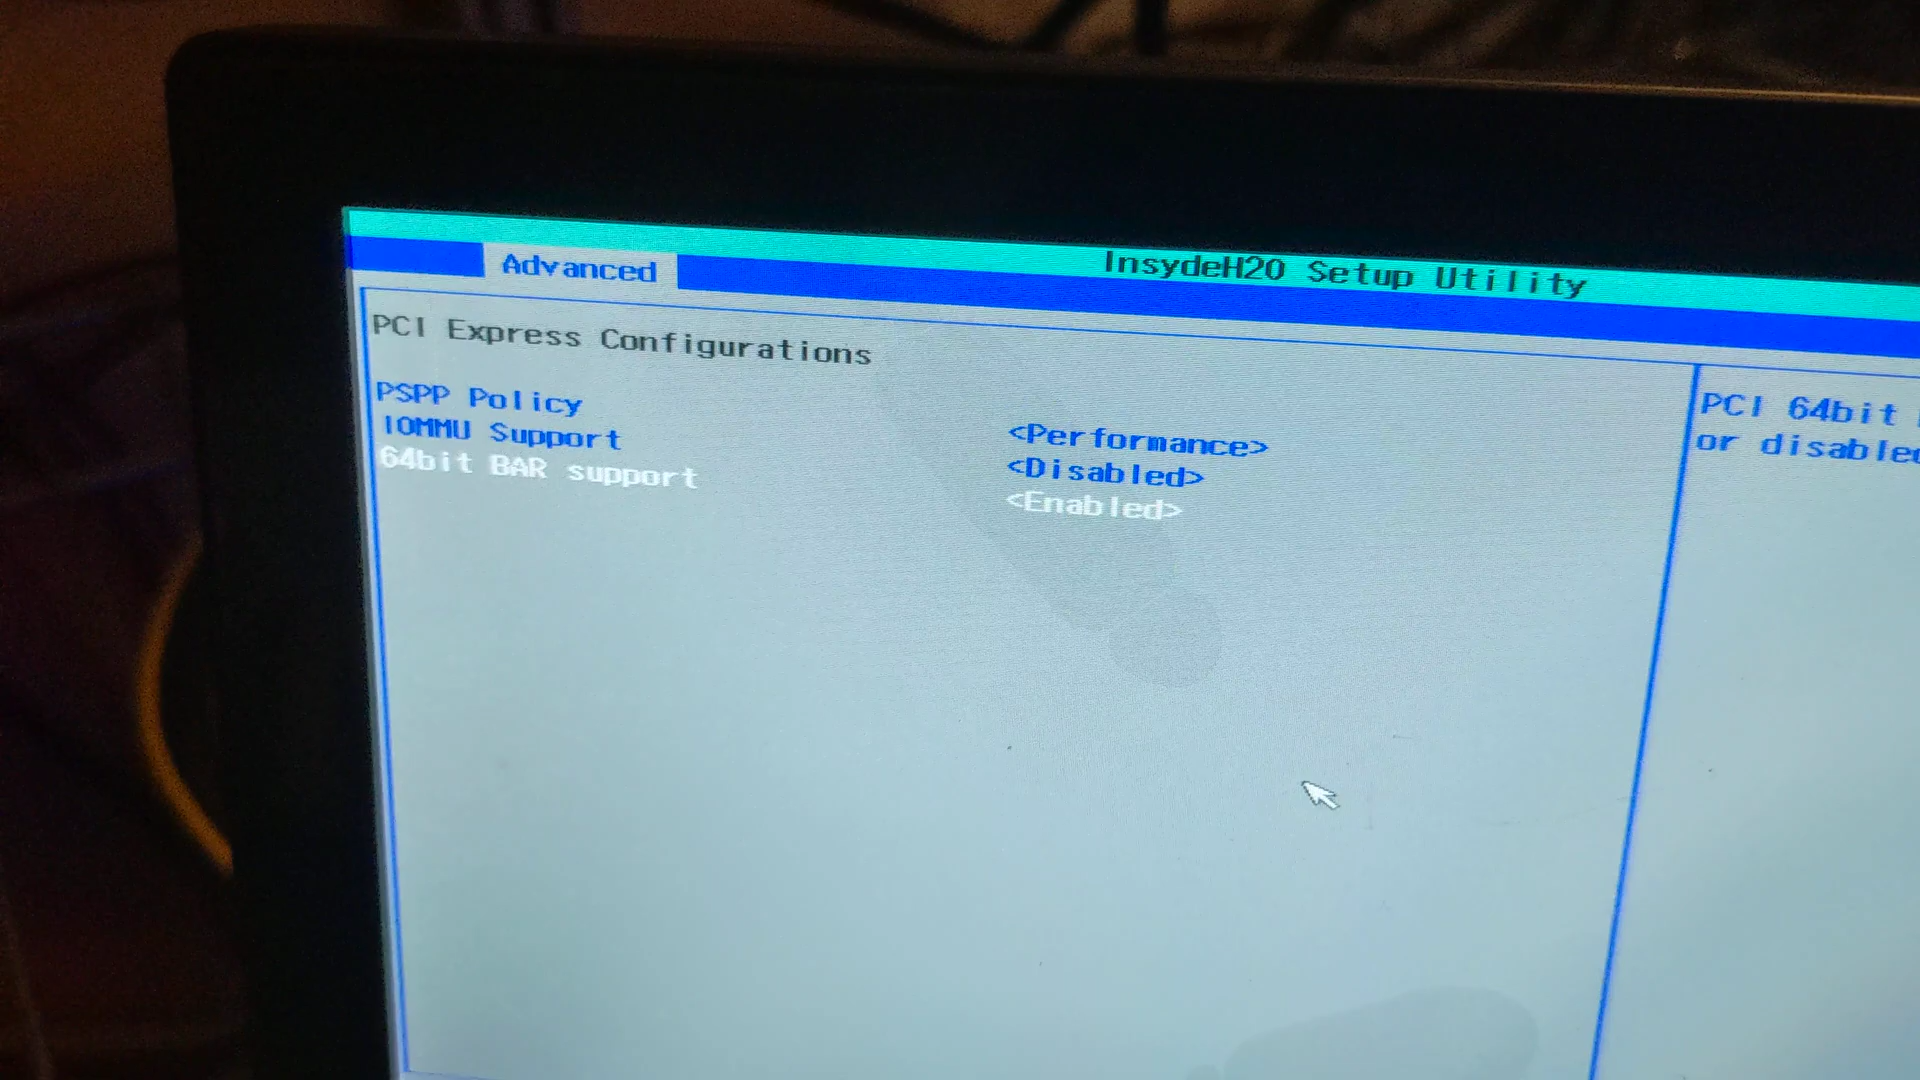 InsydeH20 Setup Utility
Advanced
PCI Express Configurations
PSPP Policy <Performance>
IOMMU Support <Disabled>
64bit BAR support <Enabled>
PCI 64bit
or disabled